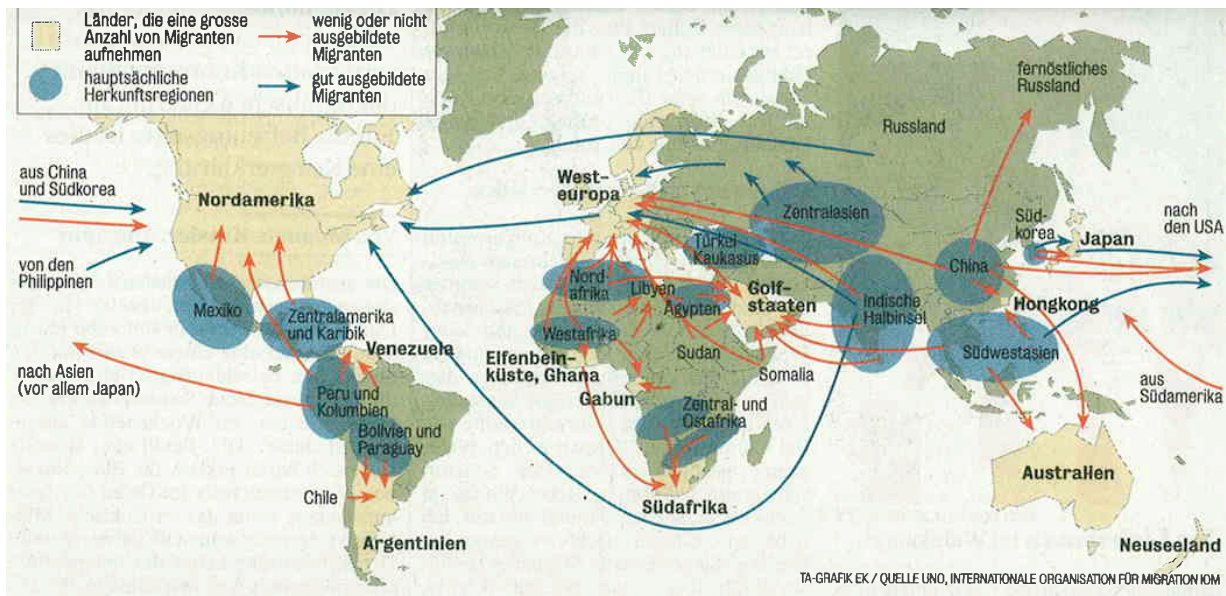 Länder, die eine grosse
Anzahl von Migranten
aufnehmen
hauptsächliche
Herkunftsregionen
wenig oder nicht
ausgebildete
Migranten
gut ausgebildete
Migranten
fernöstliches
Russland
Russland
aus China
und Südkorea
Nordamerika
West-
europa
Zentralasien
Süd-
korea
Japan
nach
den USA
von den
Philippinen
Türkei
Kaukasus
China
Mexiko
Zentralamerika
und Karibik
Nord-
afrika
Libyen
Ägypten
Golf-
staaten
Indische
Halbinsel
Hongkong
Westafrika
Venezuela
Elfenbein-
küste, Ghana
Sudan
Südwestasien
nach Asien
(vor allem Japan)
Somalia
Gabun
aus
Südamerika
Peru und
Kolumbien
Zentral- und
Ostafrika
Bolivien und
Paraguay
Australien
Chile
Südafrika
Argentinien
Neuseeland
TA-GRAFIK EK / QUELLE UNO, INTERNATIONALE ORGANISATION FÜR MIGRATION IOM